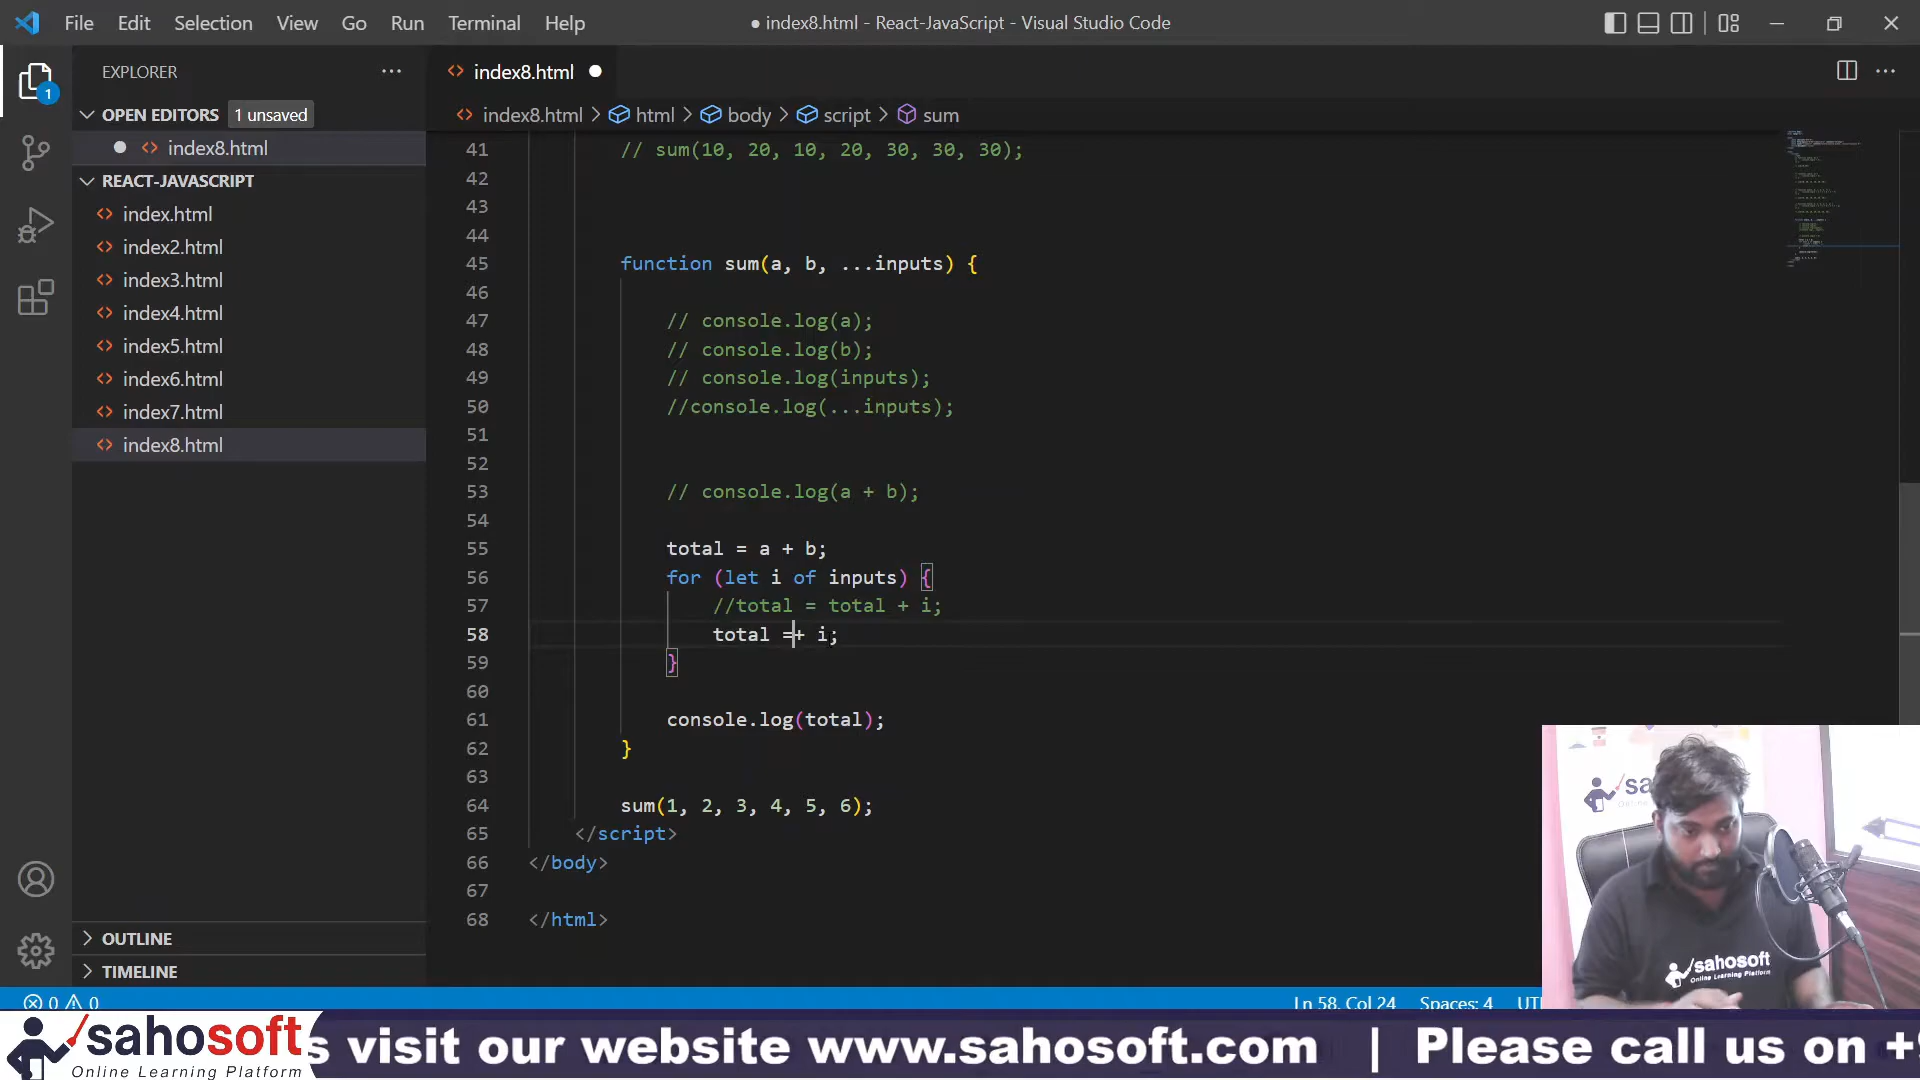 File Edit Selection View Go Run Terminal Help
● index8.html - React-JavaScript - Visual Studio Code
EXPLORER
1
OPEN EDITORS 1 unsaved
index8.html
REACT-JAVASCRIPT
index.html
index2.html
index3.html
index4.html
index5.html
index6.html
index7.html
index8.html
OUTLINE
TIMELINE
index8.html
index8.html > html > body > script > sum
41 // sum(10, 20, 10, 20, 30, 30, 30);
42
43
44
45 function sum(a, b, ...inputs) {
46
47 // console.log(a);
48 // console.log(b);
49 // console.log(inputs);
50 //console.log(...inputs);
51
52
53 // console.log(a + b);
54
55 total = a + b;
56 for (let i of inputs) {
57 //total = total + i;
58 total =+ i;
59 }
60
61 console.log(total);
62 }
63
64 sum(1, 2, 3, 4, 5, 6);
65 </script>
66 </body>
67
68 </html>
sahosoft
Online Learning Platform
0 0
Ln 58, Col 24 Spaces: 4
sahosoft
Online Learning Platform
s visit our website www.sahosoft.com | Please call us on +9